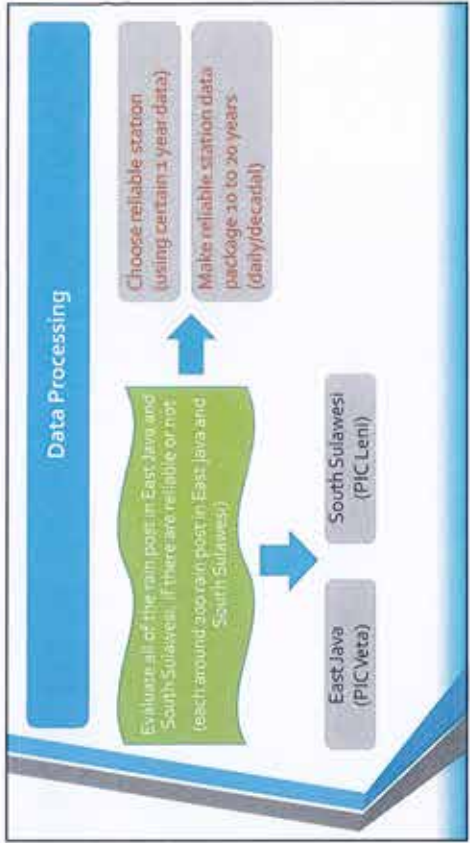 Data Processing
Evaluate all of the rain post in East Java and
South Sulawesi if there are reliable or not
(each around 200 rain post in East Java and
South Sulawesi)
Choose reliable station
(using certain 1 year data)
Make reliable station data
package 10 to 20 years
(daily/decadal)
East Java
(PIC Veta)
South Sulawesi
(PIC Leni)